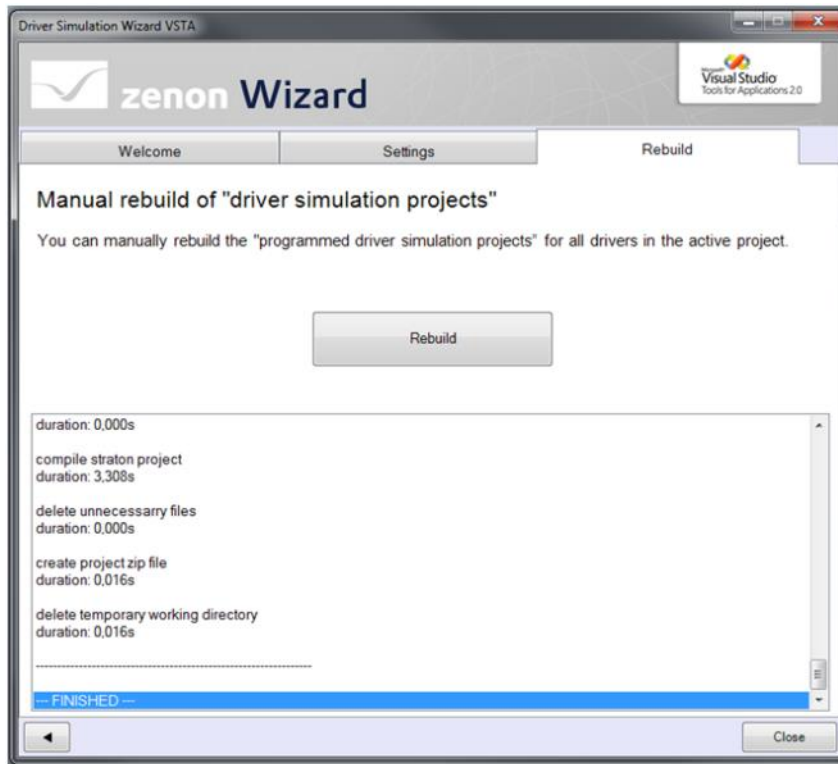 Driver Simulation Wizard VSTA
zenon Wizard
Microsoft
Visual Studio
Tools for Applications 2.0
Welcome
Settings
Rebuild
Manual rebuild of "driver simulation projects"
You can manually rebuild the "programmed driver simulation projects" for all drivers in the active project.
Rebuild
duration: 0,000s
compile straton project
duration: 3,308s
delete unnecessarry files
duration: 0,000s
create project zip file
duration: 0,016s
delete temporary working directory
duration: 0,016s
----------------------------------------------------------------
--- FINISHED ---
Close